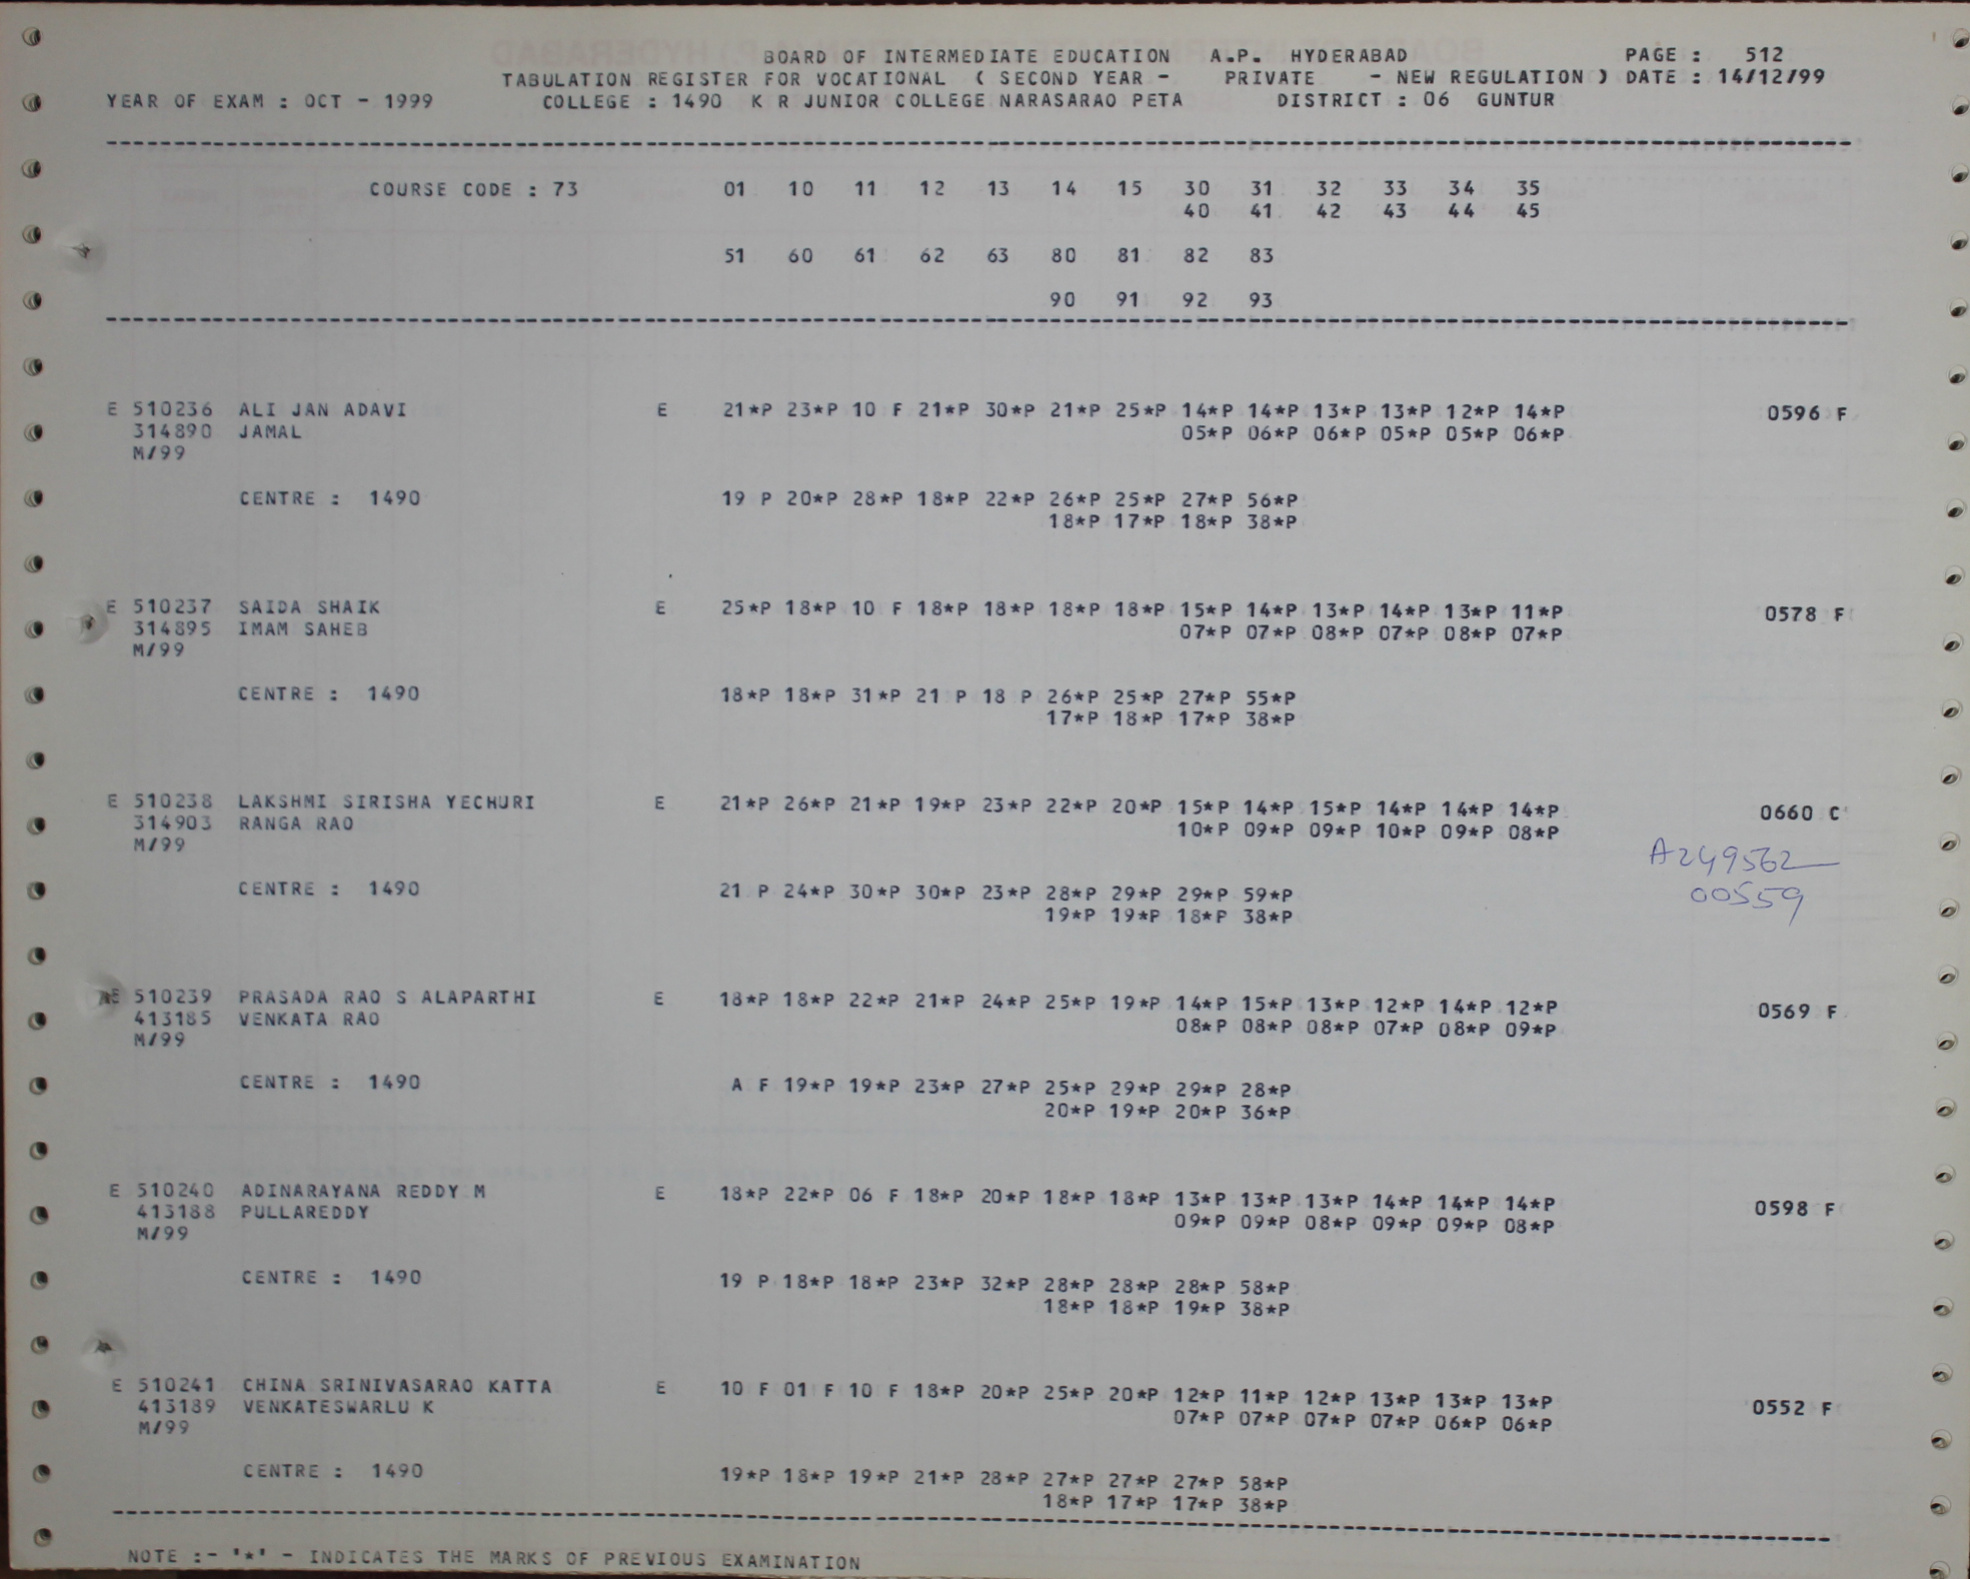 BOARD OF INTERMEDIATE EDUCATION A.P. HYDERABAD PAGE : 512
TABULATION REGISTER FOR VOCATIONAL ( SECOND YEAR - PRIVATE - NEW REGULATION ) DATE : 14/12/99
YEAR OF EXAM : OCT - 1999 COLLEGE : 1490 K R JUNIOR COLLEGE NARASARAO PETA DISTRICT : 06 GUNTUR
COURSE CODE : 73 01 10 11 12 13 14 15 30 31 32 33 34 35
40 41 42 43 44 45
51 60 61 62 63 80 81 82 83
90 91 92 93
E 510236 ALI JAN ADAVI E 21*P 23*P 10 F 21*P 30*P 21*P 25*P 14*P 14*P 13*P 13*P 12*P 14*P 0596 F
314890 JAMAL 05*P 06*P 06*P 05*P 05*P 06*P
M/99
CENTRE : 1490 19 P 20*P 28*P 18*P 22*P 26*P 25*P 27*P 56*P
18*P 17*P 18*P 38*P
E 510237 SAIDA SHAIK E 25*P 18*P 10 F 18*P 18*P 18*P 18*P 15*P 14*P 13*P 14*P 13*P 11*P 0578 F
314895 IMAM SAHEB 07*P 07*P 08*P 07*P 08*P 07*P
M/99
CENTRE : 1490 18*P 18*P 31*P 21 P 18 P 26*P 25*P 27*P 55*P
17*P 18*P 17*P 38*P
E 510238 LAKSHMI SIRISHA YECHURI E 21*P 26*P 21*P 19*P 23*P 22*P 20*P 15*P 14*P 15*P 14*P 14*P 14*P 0660 C
314903 RANGA RAO 10*P 09*P 09*P 10*P 09*P 08*P
M/99
A249562
CENTRE : 1490 21 P 24*P 30*P 30*P 23*P 28*P 29*P 29*P 59*P
00559
19*P 19*P 18*P 38*P
E 510239 PRASADA RAO S ALAPARTHI E 18*P 18*P 22*P 21*P 24*P 25*P 19*P 14*P 15*P 13*P 12*P 14*P 12*P 0569 F
413185 VENKATA RAO 08*P 08*P 08*P 07*P 08*P 09*P
M/99
CENTRE : 1490 A F 19*P 19*P 23*P 27*P 25*P 29*P 29*P 28*P
20*P 19*P 20*P 36*P
E 510240 ADINARAYANA REDDY M E 18*P 22*P 06 F 18*P 20*P 18*P 18*P 13*P 13*P 13*P 14*P 14*P 14*P 0598 F
413188 PULLAREDDY 09*P 09*P 08*P 09*P 09*P 08*P
M/99
CENTRE : 1490 19 P 18*P 18*P 23*P 32*P 28*P 28*P 28*P 58*P
18*P 18*P 19*P 38*P
E 510241 CHINA SRINIVASARAO KATTA E 10 F 01 F 10 F 18*P 20*P 25*P 20*P 12*P 11*P 12*P 13*P 13*P 13*P 0552 F
413189 VENKATESWARLU K 07*P 07*P 07*P 07*P 06*P 06*P
M/99
CENTRE : 1490 19*P 18*P 19*P 21*P 28*P 27*P 27*P 27*P 58*P
18*P 17*P 17*P 38*P
NOTE :- '*' - INDICATES THE MARKS OF PREVIOUS EXAMINATION